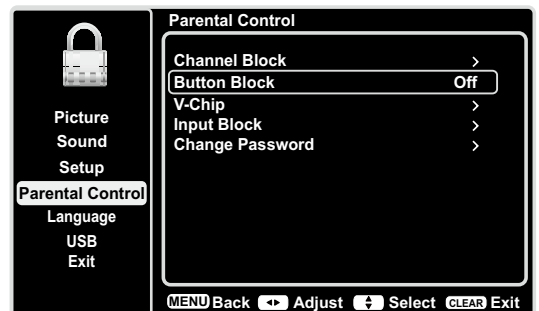 Parental Control
Channel Block >
Button Block Off
V-Chip >
Input Block >
Change Password >
Picture
Sound
Setup
Parental Control
Language
USB
Exit
MENU Back Adjust Select CLEAR Exit